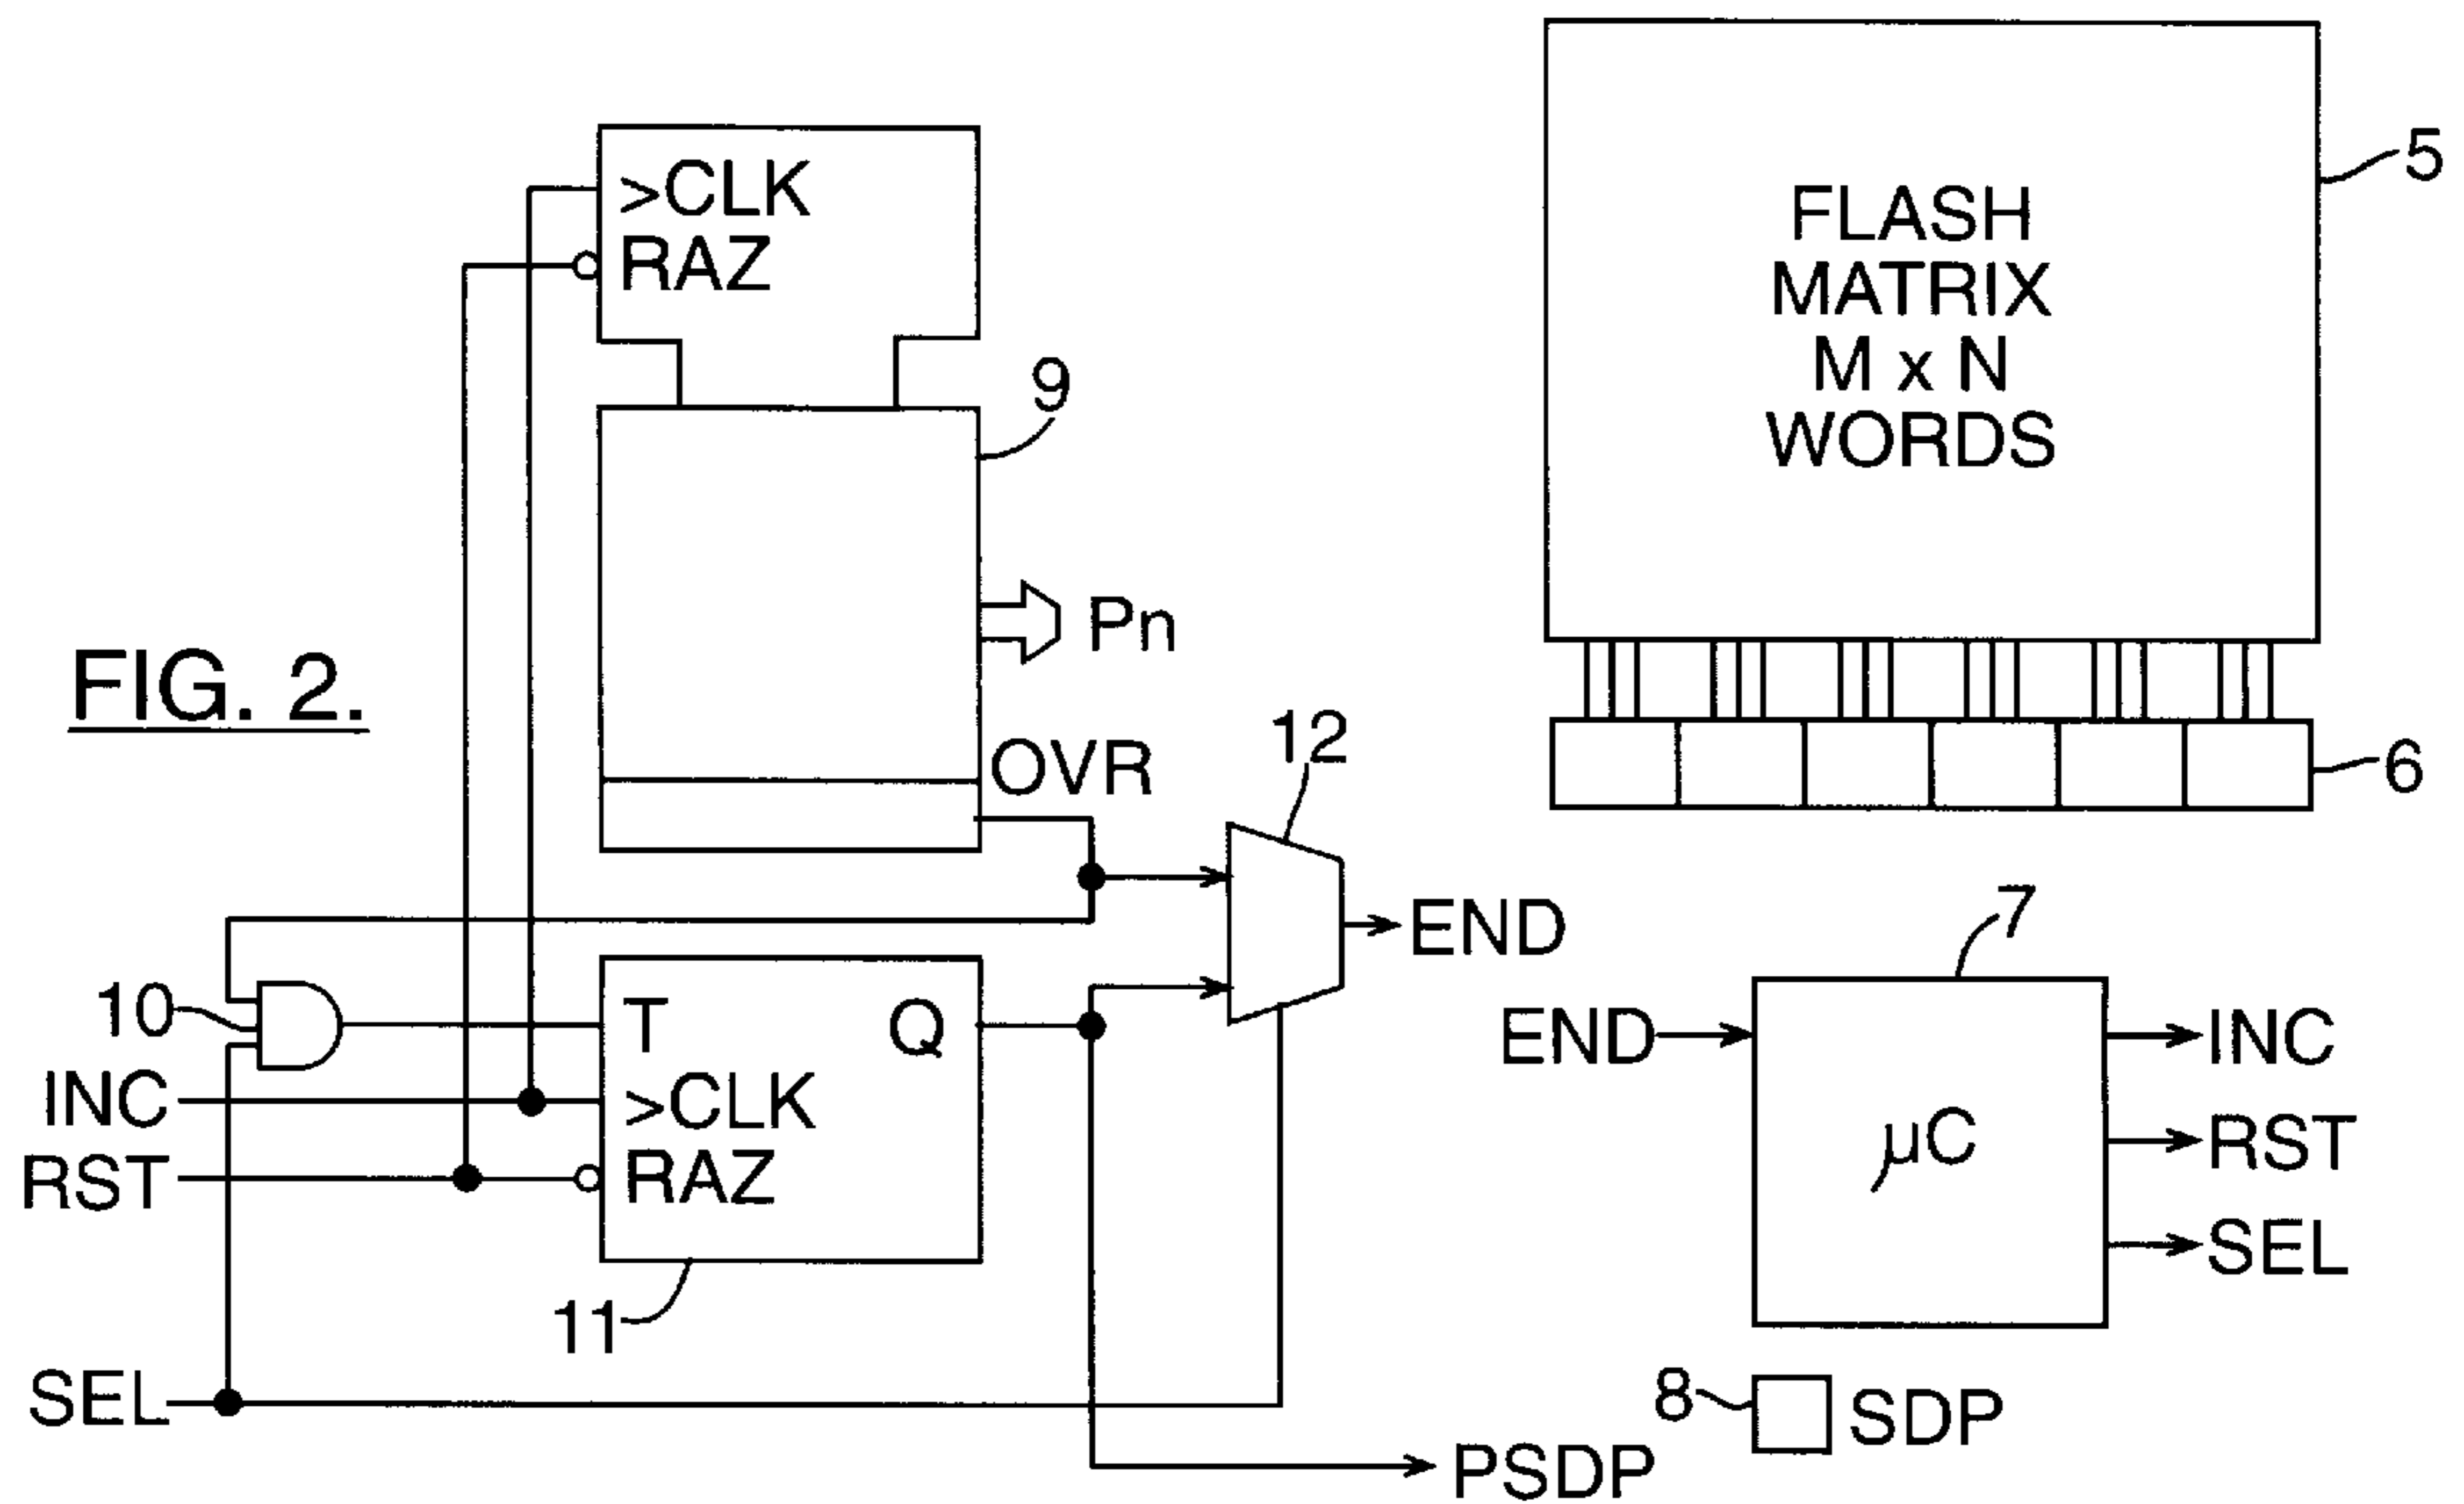 >CLK
RAZ
9
Pn
OVR
FIG. 2.
12
END
10
T
Q
>CLK
RAZ
INC
RST
11
SEL
PSDP
FLASH
MATRIX
M x N
WORDS
5
6
7
END
µC
INC
RST
SEL
8
SDP